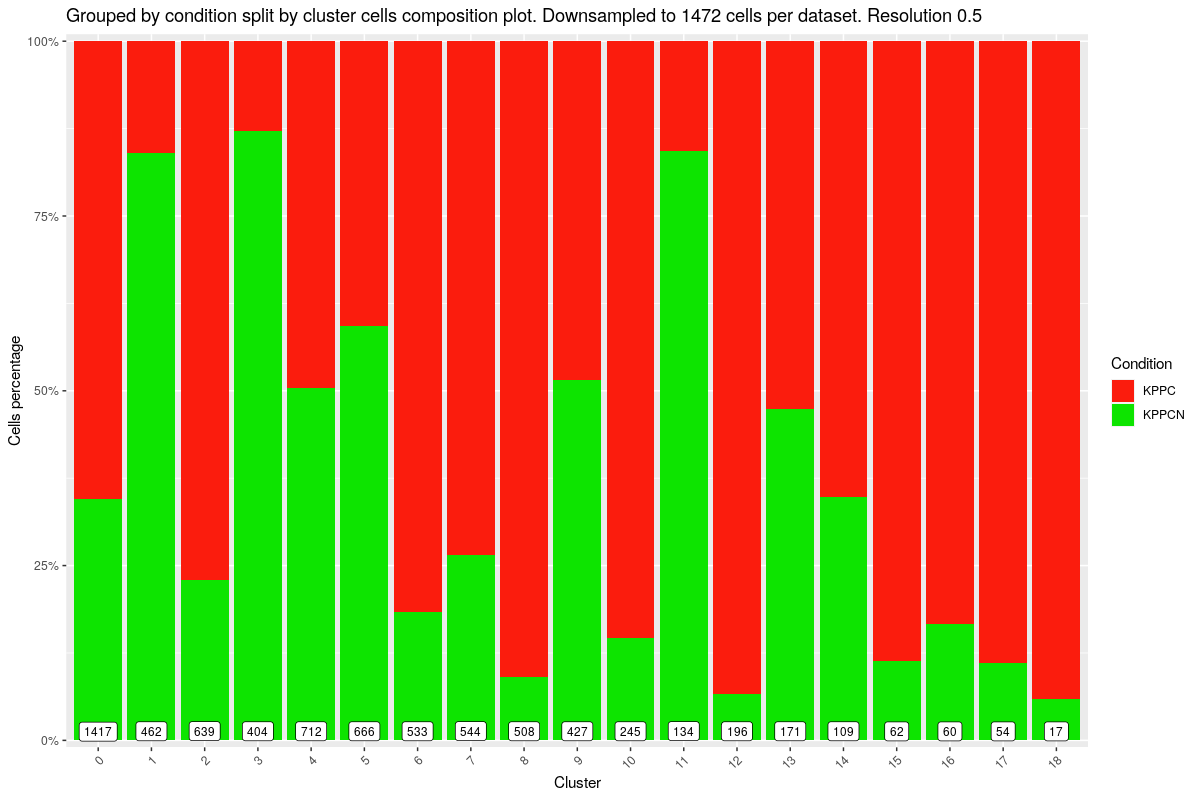 Grouped by condition split by cluster cells composition plot. Downsampled to 1472 cells per dataset. Resolution 0.5
100%
75%
50%
25%
0%
Cells percentage
1417 462 639 404 712 666 533 544 508 427 245 134 196 171 109 62 60 54 17
0 1 2 3 4 5 6 7 8 9 10 11 12 13 14 15 16 17 18
Cluster
Condition
KPPC
KPPCN